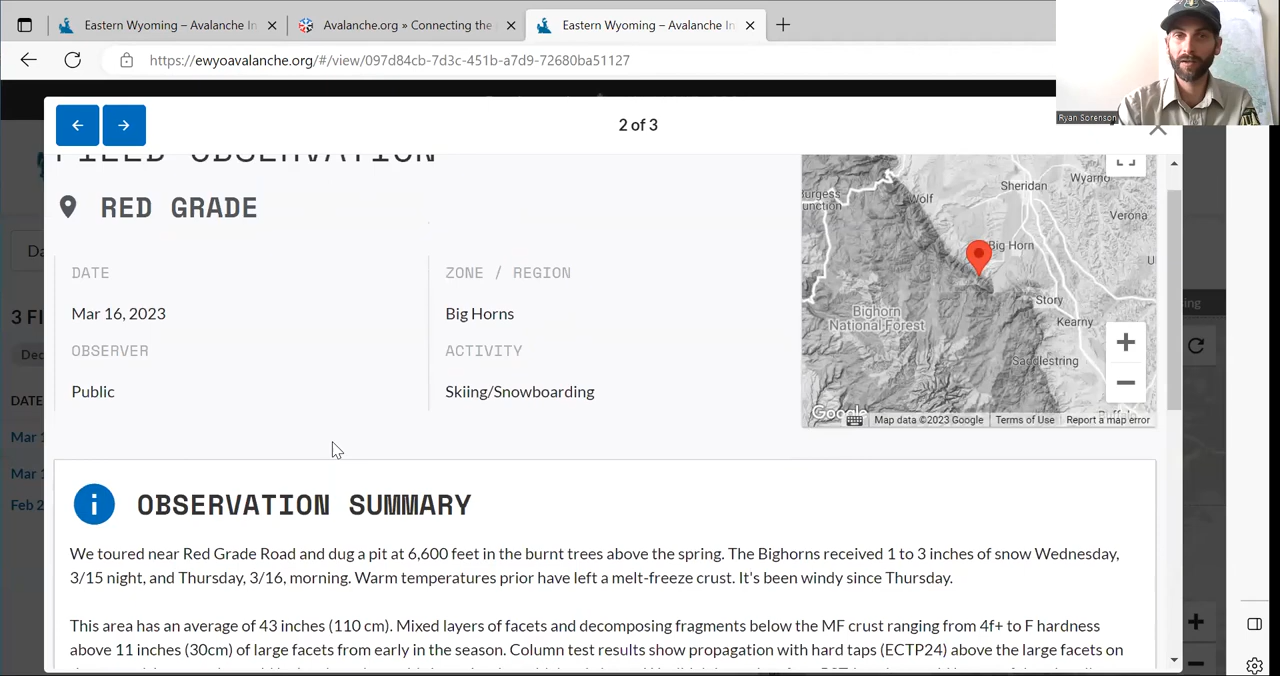 Eastern Wyoming – Avalanche In
Avalanche.org » Connecting the
Eastern Wyoming – Avalanche In
https://ewyoavalanche.org/#/view/097d84cb-7d3c-451b-a7d9-72680ba51127
Ryan Sorenson
2 of 3
FIELD OBSERVATION
RED GRADE
DATE
Mar 16, 2023
ZONE / REGION
Big Horns
OBSERVER
Public
ACTIVITY
Skiing/Snowboarding
Burgess
Junction
Wolf
Sheridan
Wyarno
Verona
Big Horn
U
Story
Bighorn
National Forest
Kearny
Saddlestring
Google
Map data ©2023 Google
Terms of Use
Report a map error
Da
3 FI
Dec
DATE
Mar 1
Mar 1
Feb 2
ing
OBSERVATION SUMMARY
We toured near Red Grade Road and dug a pit at 6,600 feet in the burnt trees above the spring. The Bighorns received 1 to 3 inches of snow Wednesday,
3/15 night, and Thursday, 3/16, morning. Warm temperatures prior have left a melt-freeze crust. It's been windy since Thursday.
This area has an average of 43 inches (110 cm). Mixed layers of facets and decomposing fragments below the MF crust ranging from 4f+ to F hardness
above 11 inches (30cm) of large facets from early in the season. Column test results show propagation with hard taps (ECTP24) above the large facets on